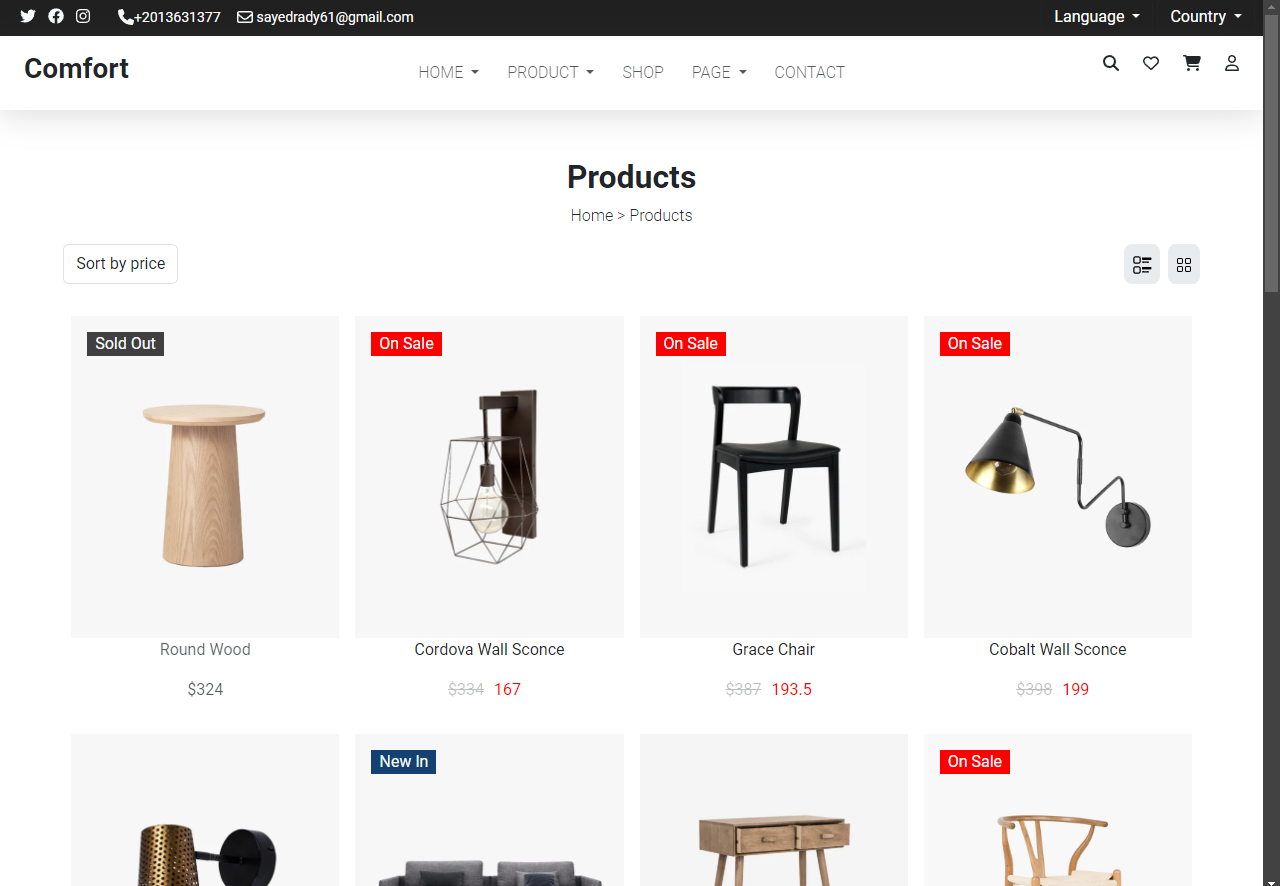 +2013631377 sayedrady61@gmail.com Language Country
Comfort HOME PRODUCT SHOP PAGE CONTACT
Products
Home > Products
Sort by price
Sold Out On Sale On Sale On Sale
Round Wood Cordova Wall Sconce Grace Chair Cobalt Wall Sconce
$324 $334 167 $387 193.5 $398 199
New In On Sale